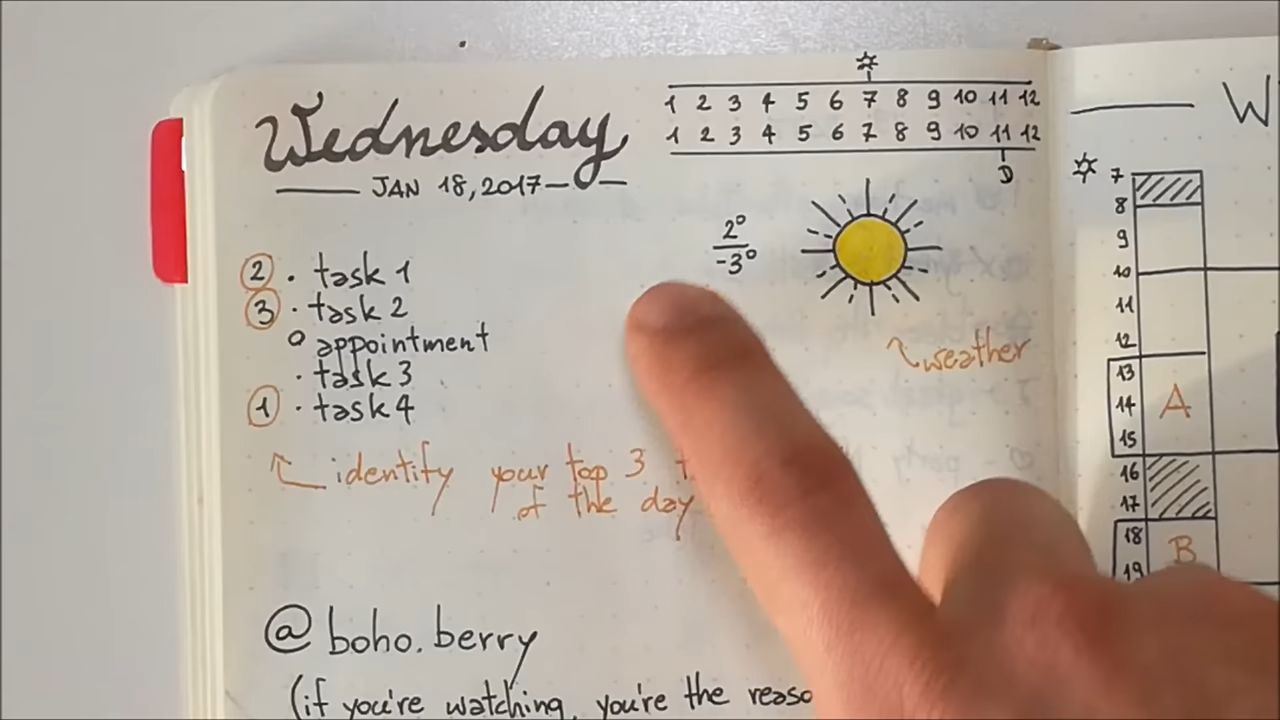 Wednesday
JAN 18, 2017
1 2 3 4 5 6 7 8 9 10 11 12
1 2 3 4 5 6 7 8 9 10 11 12
2°
-3°
weather
2 · task 1
3 · task 2
o appointment
· task 3
1 · task 4
identify your top 3
of the day
@boho.berry
(if you're watching, you're the
W
7
8
9
10
11
12
13
14
15
16
17
18
19
A
B